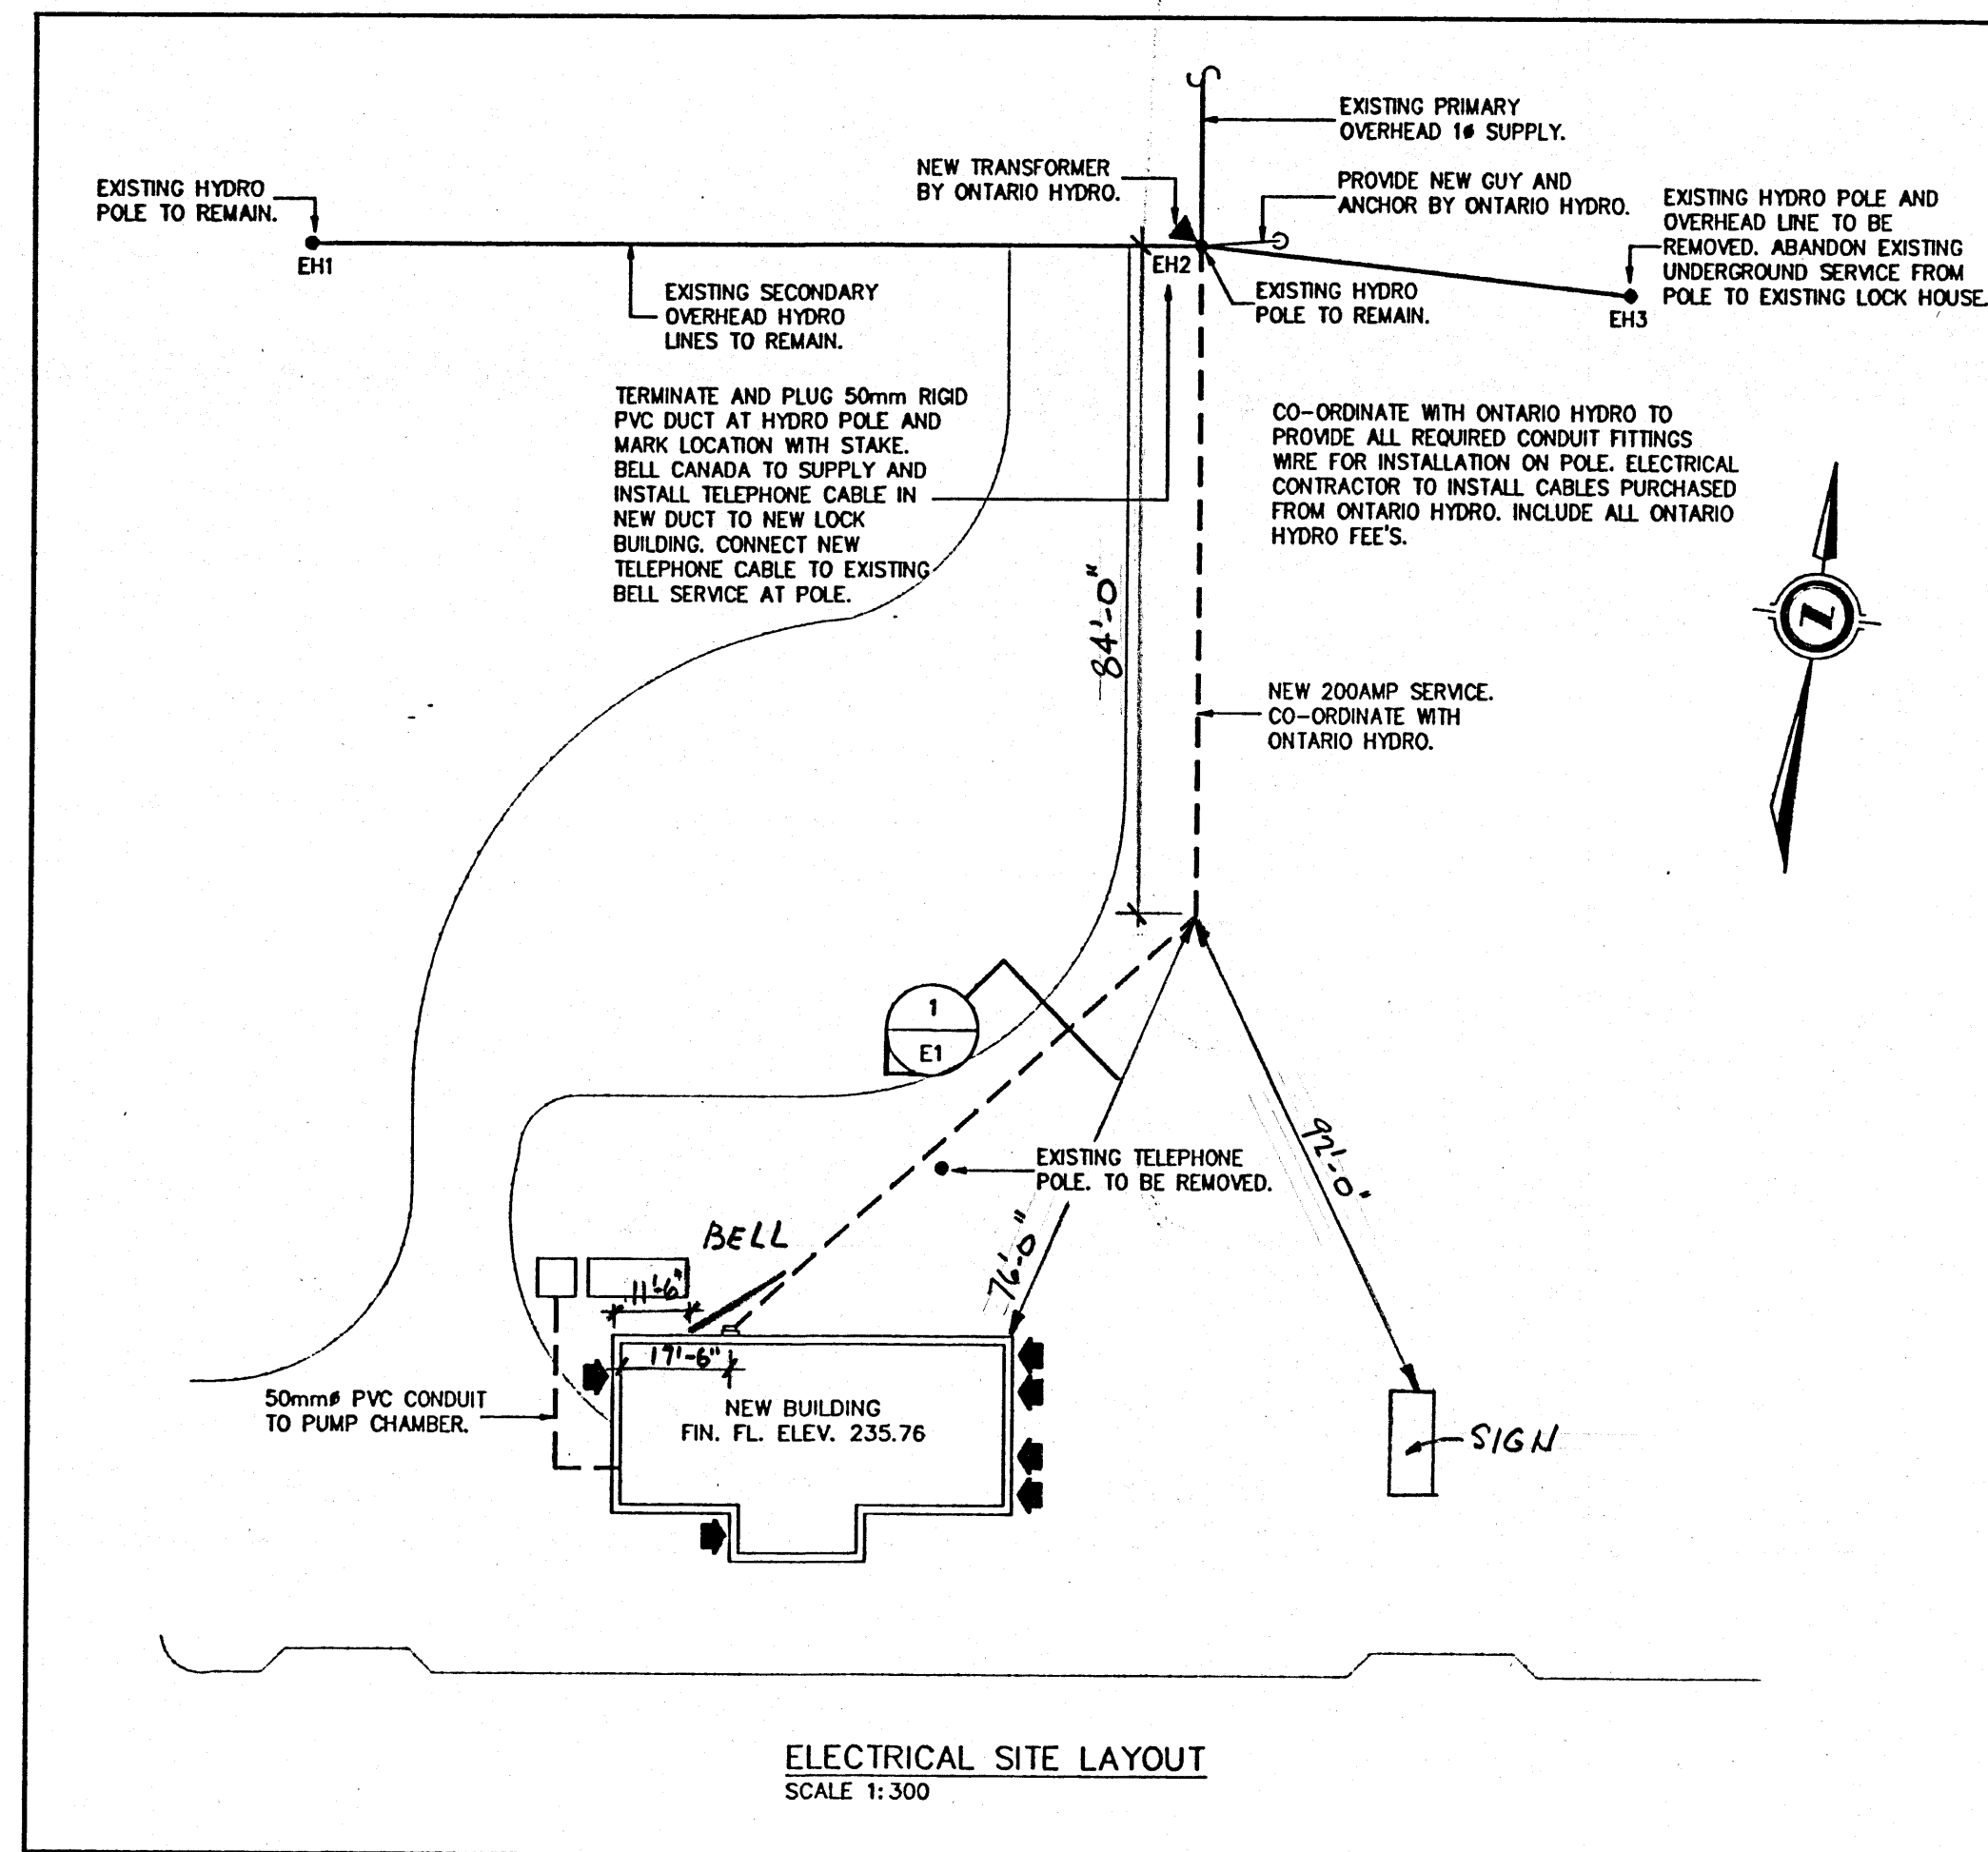 EXISTING PRIMARY
OVERHEAD 1ø SUPPLY.
NEW TRANSFORMER
BY ONTARIO HYDRO.
PROVIDE NEW GUY AND
ANCHOR BY ONTARIO HYDRO.
EXISTING HYDRO
POLE TO REMAIN.
EXISTING HYDRO POLE AND
OVERHEAD LINE TO BE
REMOVED. ABANDON EXISTING
UNDERGROUND SERVICE FROM
POLE TO EXISTING LOCK HOUSE.
EH1
EH2
EH3
EXISTING SECONDARY
OVERHEAD HYDRO
LINES TO REMAIN.
EXISTING HYDRO
POLE TO REMAIN.
TERMINATE AND PLUG 50mm RIGID
PVC DUCT AT HYDRO POLE AND
MARK LOCATION WITH STAKE.
BELL CANADA TO SUPPLY AND
INSTALL TELEPHONE CABLE IN
NEW DUCT TO NEW LOCK
BUILDING. CONNECT NEW
TELEPHONE CABLE TO EXISTING
BELL SERVICE AT POLE.
CO-ORDINATE WITH ONTARIO HYDRO TO
PROVIDE ALL REQUIRED CONDUIT FITTINGS
WIRE FOR INSTALLATION ON POLE. ELECTRICAL
CONTRACTOR TO INSTALL CABLES PURCHASED
FROM ONTARIO HYDRO. INCLUDE ALL ONTARIO
HYDRO FEE'S.
84'-0"
Z
NEW 200AMP SERVICE.
CO-ORDINATE WITH
ONTARIO HYDRO.
1
E1
EXISTING TELEPHONE
POLE. TO BE REMOVED.
92'-0"
76'-0"
BELL
11'-6"
17'-6"
50mmø PVC CONDUIT
TO PUMP CHAMBER.
NEW BUILDING
FIN. FL. ELEV. 235.76
SIGN
ELECTRICAL SITE LAYOUT
SCALE 1:300